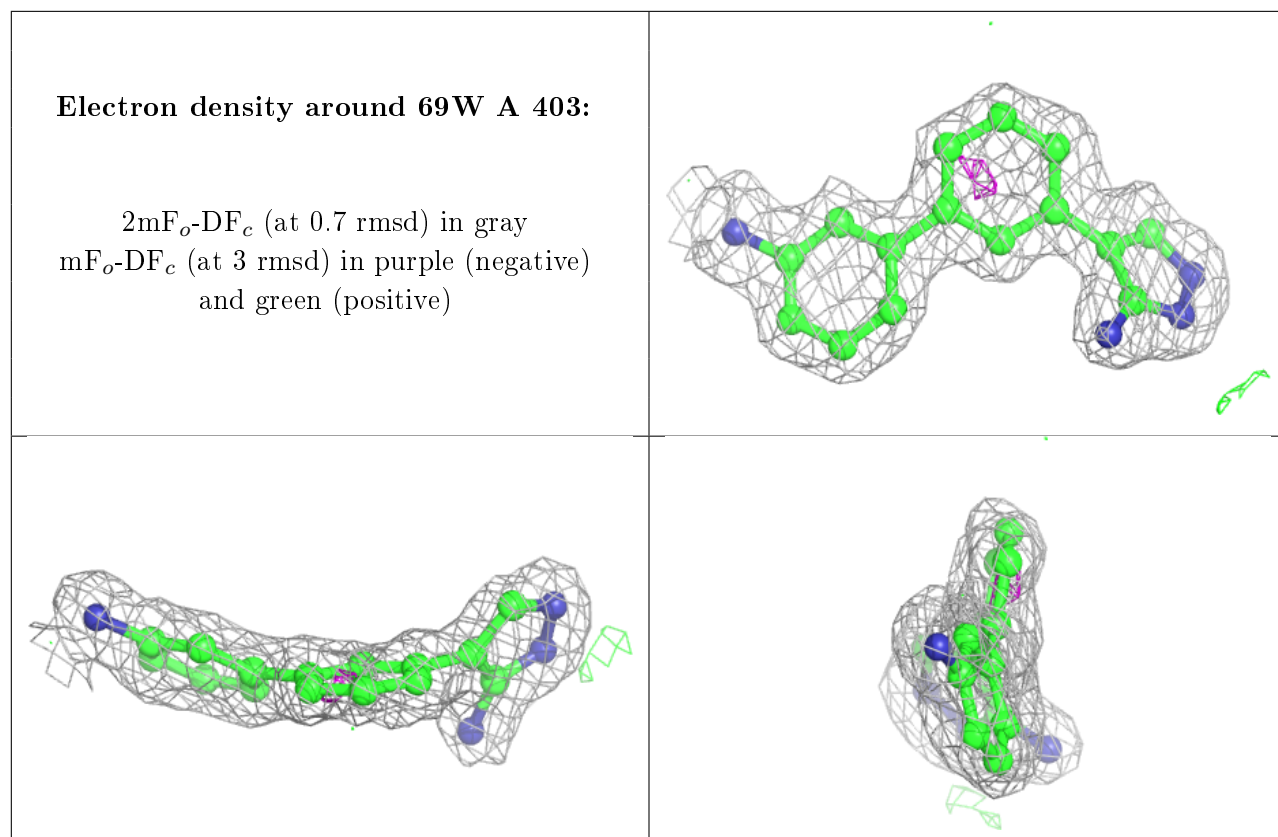 Electron density around 69W A 403:
2mFo-DFc (at 0.7 rmsd) in gray
mFo-DFc (at 3 rmsd) in purple (negative)
and green (positive)